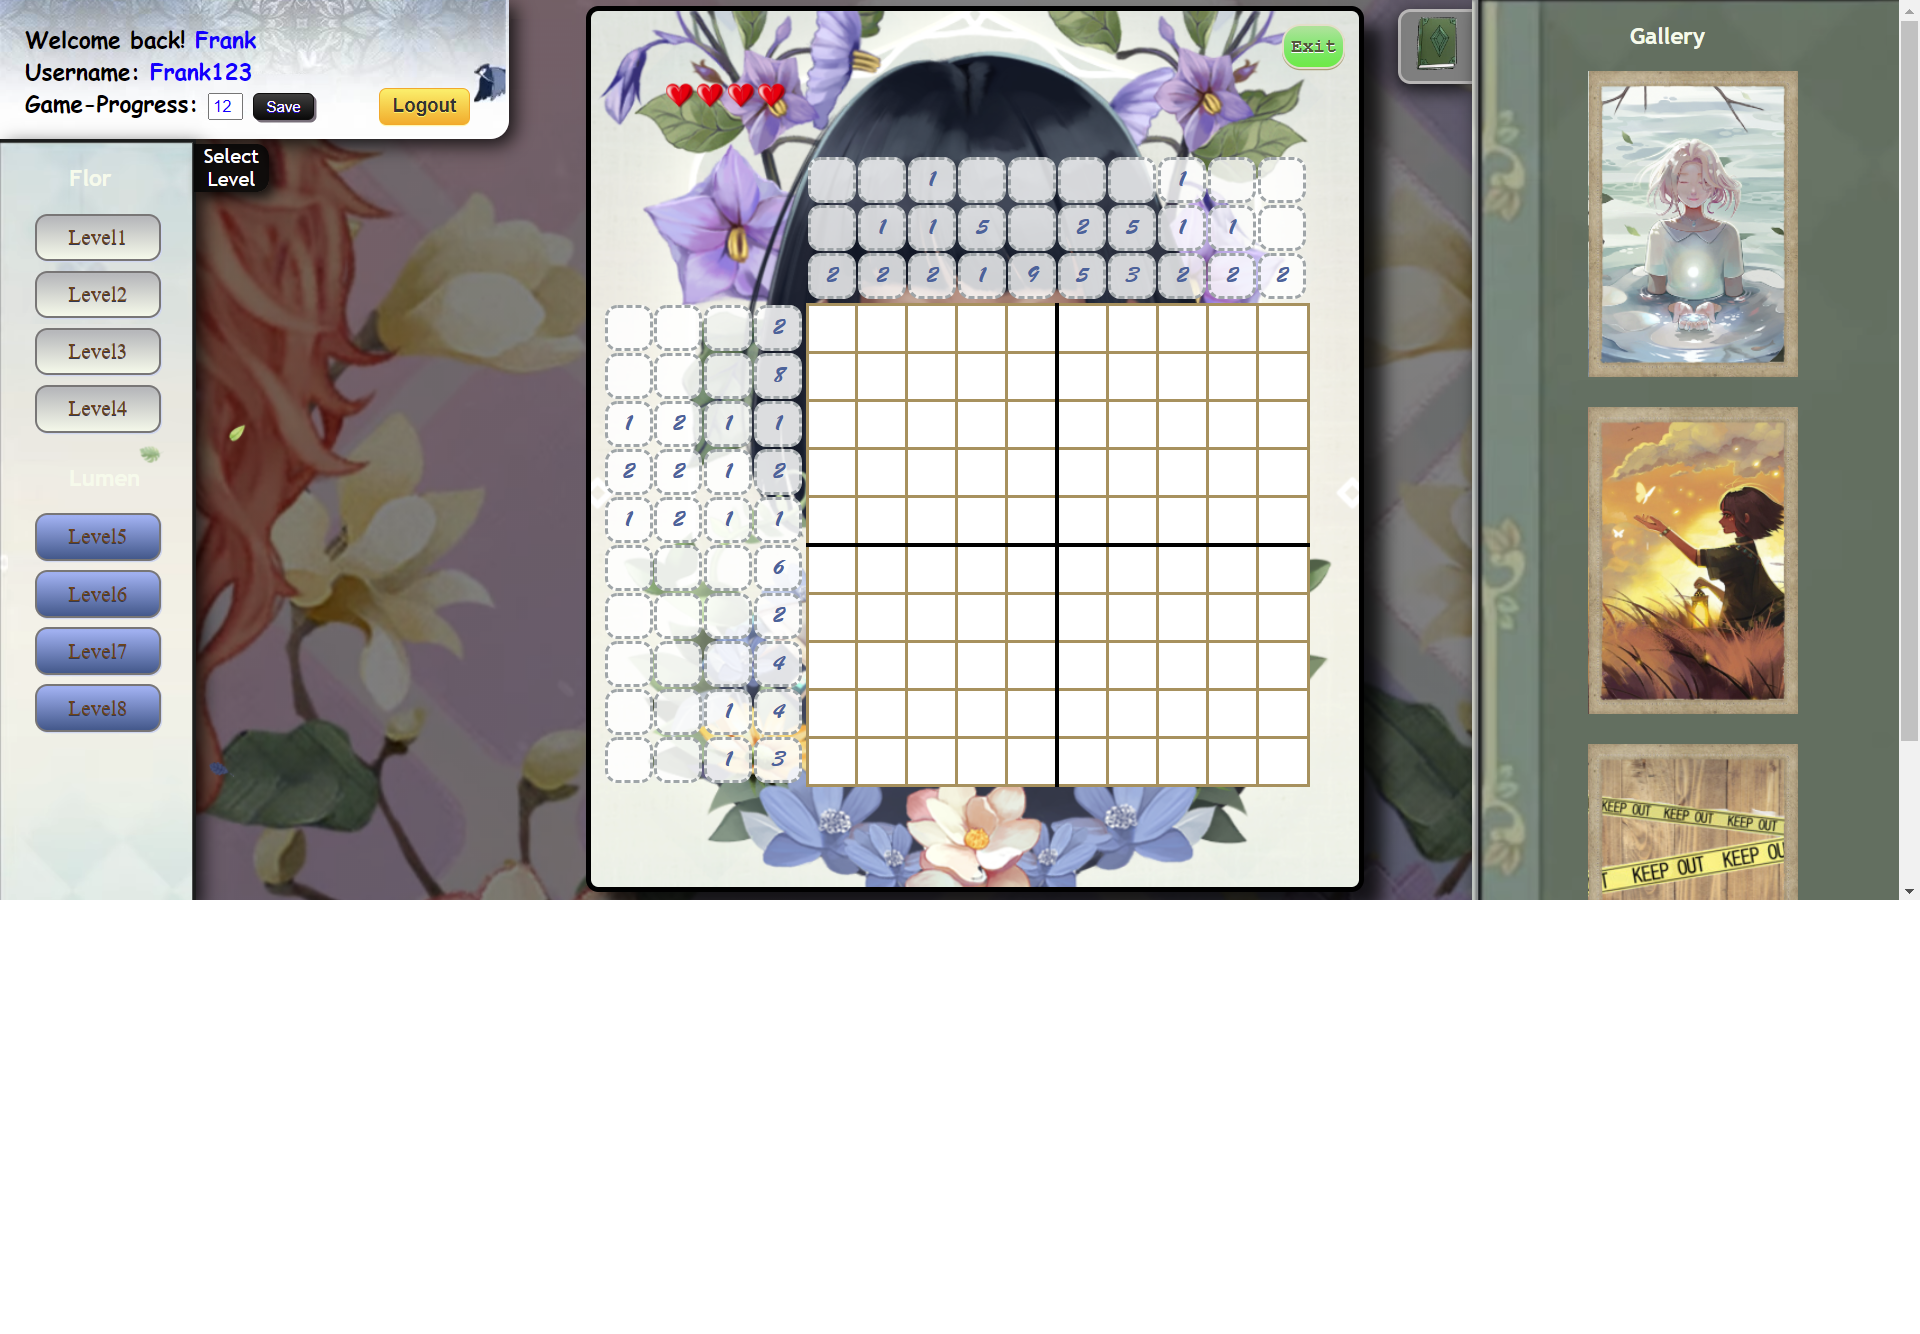 Welcome back! Frank
Username: Frank123
Game-Progress: 12 Save
Logout
Select
Level
Flor
Level1
Level2
Level3
Level4
Lumen
Level5
Level6
Level7
Level8
Exit
1 1
1 1 5 2 5 1 1
2 2 2 1 9 5 3 2 2 2
2
8
1 2 1 1
2 2 1 2
1 2 1 1
6
2
4
1 4
1 3
Gallery
KEEP OUT KEEP OUT KEEP OUT
T KEEP OUT KEEP OU